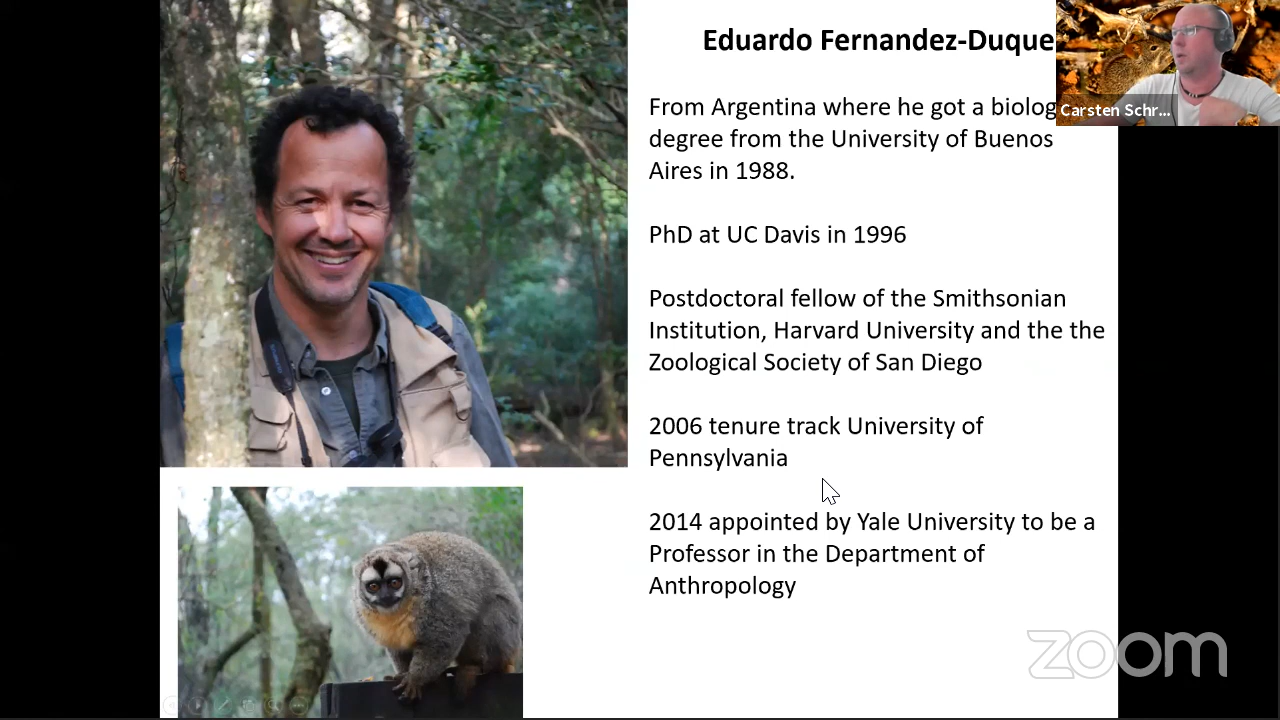 Eduardo Fernandez-Duque
Carsten Schr...
From Argentina where he got a biolog
degree from the University of Buenos
Aires in 1988.
PhD at UC Davis in 1996
Postdoctoral fellow of the Smithsonian
Institution, Harvard University and the the
Zoological Society of San Diego
2006 tenure track University of
Pennsylvania
2014 appointed by Yale University to be a
Professor in the Department of
Anthropology
zoom